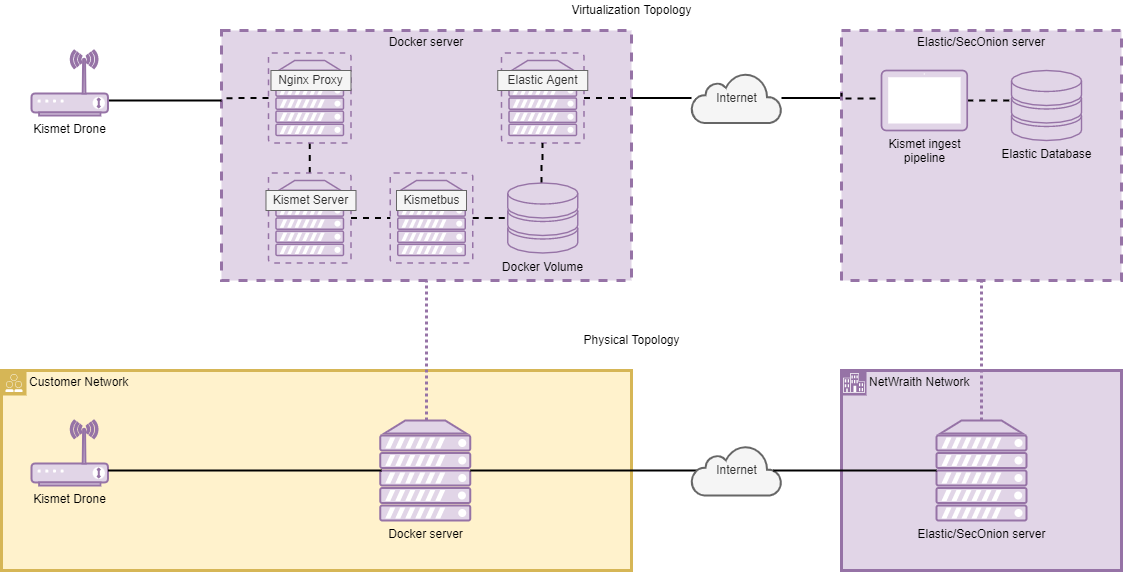 Virtualization Topology
Docker server
Elastic/SecOnion server
Nginx Proxy
Elastic Agent
Internet
Kismet Drone
Kismet ingest
pipeline
Elastic Database
Kismet Server
Kismetbus
Docker Volume
Physical Topology
Customer Network
NetWraith Network
Internet
Kismet Drone
Docker server
Elastic/SecOnion server